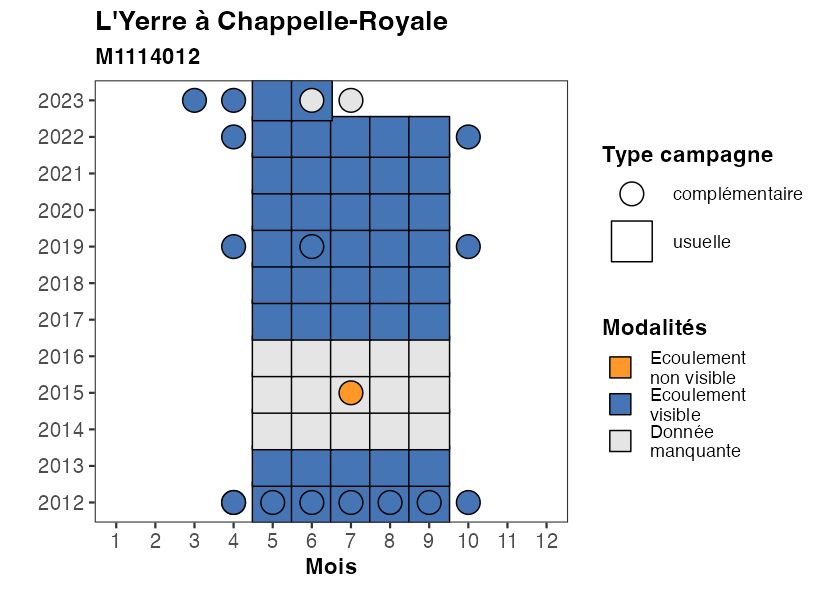 L'Yerre à Chappelle-Royale
M1114012
2023
2022
2021
2020
2019
2018
2017
2016
2015
2014
2013
2012
1 2 3 4 5 6 7 8 9 10 11 12
Mois
Type campagne
complémentaire
usuelle
Modalités
Ecoulement
non visible
Ecoulement
visible
Donnée
manquante